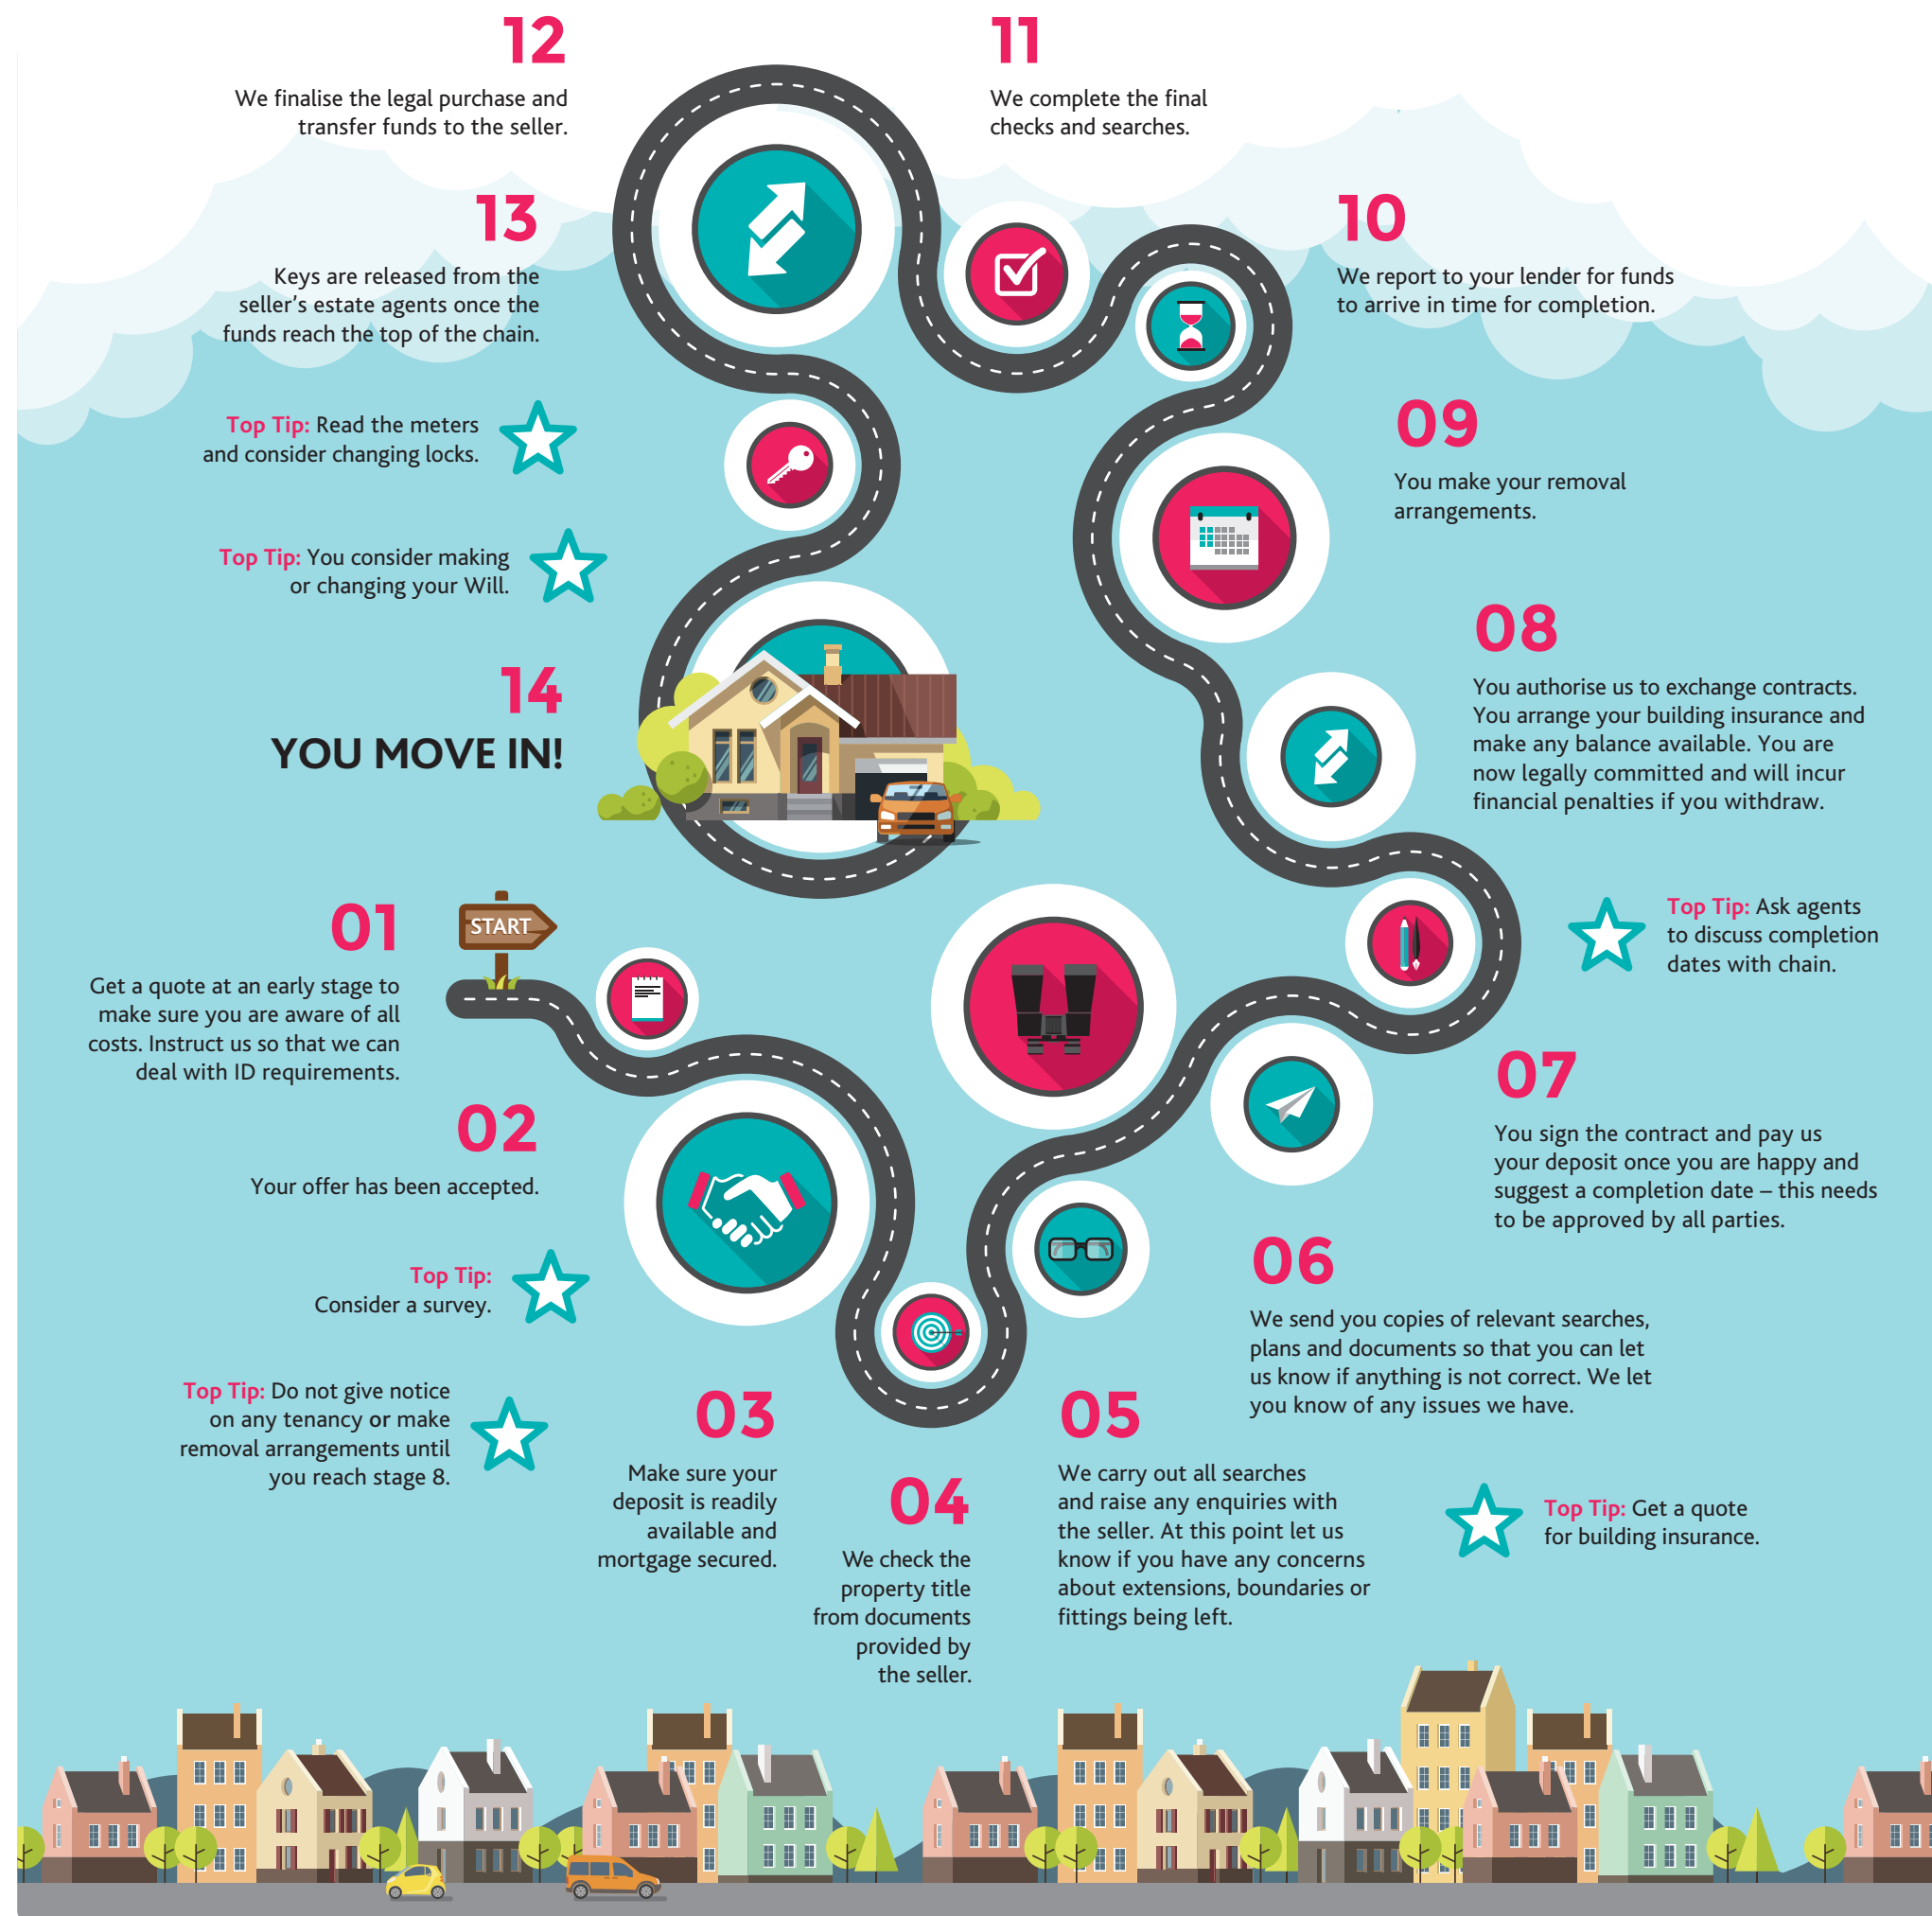 12
We finalise the legal purchase and
transfer funds to the seller.
11
We complete the final
checks and searches.
13
Keys are released from the
seller's estate agents once the
funds reach the top of the chain.
10
We report to your lender for funds
to arrive in time for completion.
Top Tip: Read the meters
and consider changing locks.
09
You make your removal
arrangements.
Top Tip: You consider making
or changing your Will.
08
You authorise us to exchange contracts.
You arrange your building insurance and
make any balance available. You are
now legally committed and will incur
financial penalties if you withdraw.
14
YOU MOVE IN!
START
01
Get a quote at an early stage to
make sure you are aware of all
costs. Instruct us so that we can
deal with ID requirements.
Top Tip: Ask agents
to discuss completion
dates with chain.
02
Your offer has been accepted.
07
You sign the contract and pay us
your deposit once you are happy and
suggest a completion date – this needs
to be approved by all parties.
Top Tip:
Consider a survey.
06
We send you copies of relevant searches,
plans and documents so that you can let
us know if anything is not correct. We let
you know of any issues we have.
Top Tip: Do not give notice
on any tenancy or make
removal arrangements until
you reach stage 8.
03
Make sure your
deposit is readily
available and
mortgage secured.
04
We check the
property title
from documents
provided by
the seller.
05
We carry out all searches
and raise any enquiries with
the seller. At this point let us
know if you have any concerns
about extensions, boundaries or
fittings being left.
Top Tip: Get a quote
for building insurance.